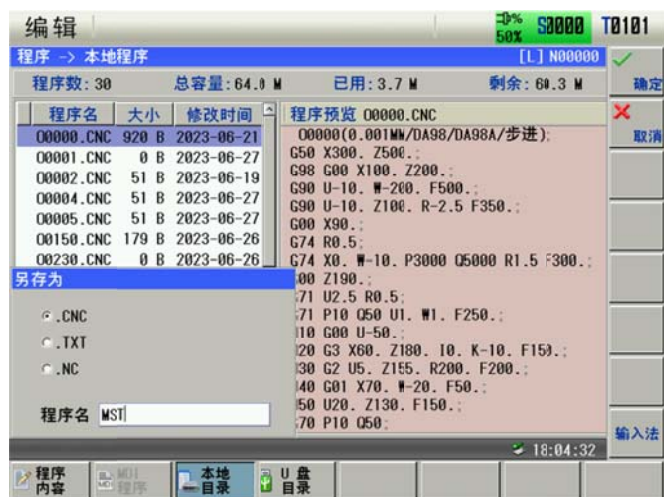 编辑
50% S0000 T0101
程序 -> 本地程序 [L] N00000
程序数: 30 总容量: 64.0 M 已用: 3.7 M 剩余: 60.3 M
确定
取消
输入法
程序名 大小 修改时间
O0000.CNC 920 B 2023-06-21
O0001.CNC 0 B 2023-06-27
O0002.CNC 51 B 2023-06-19
O0004.CNC 51 B 2023-06-27
O0005.CNC 51 B 2023-06-27
O0150.CNC 179 B 2023-06-26
O0230.CNC 0 B 2023-06-26
程序预览 O0000.CNC
O0000(0.001MM/DA98/DA98A/步进);
G50 X300. Z500.;
G98 G00 X100. Z200.;
G90 U-10. W-200. F500.;
G90 U-10. Z100. R-2.5 F350.;
G00 X90.;
G74 R0.5;
G74 X0. W-10. P3000 Q5000 R1.5 F300.;
00 Z190.;
71 U2.5 R0.5;
71 P10 Q50 U1. W1. F250.;
10 G00 U-50.;
20 G3 X60. Z180. I0. K-10. F150.;
30 G2 U5. Z155. R200. F200.;
40 G01 X70. W-20. F50.;
50 U20. Z130. F150.;
70 P10 Q50;
另存为
.CNC
.TXT
.NC
程序名 MST
18:04:32
程序内容
MDI程序
本地目录
U盘目录